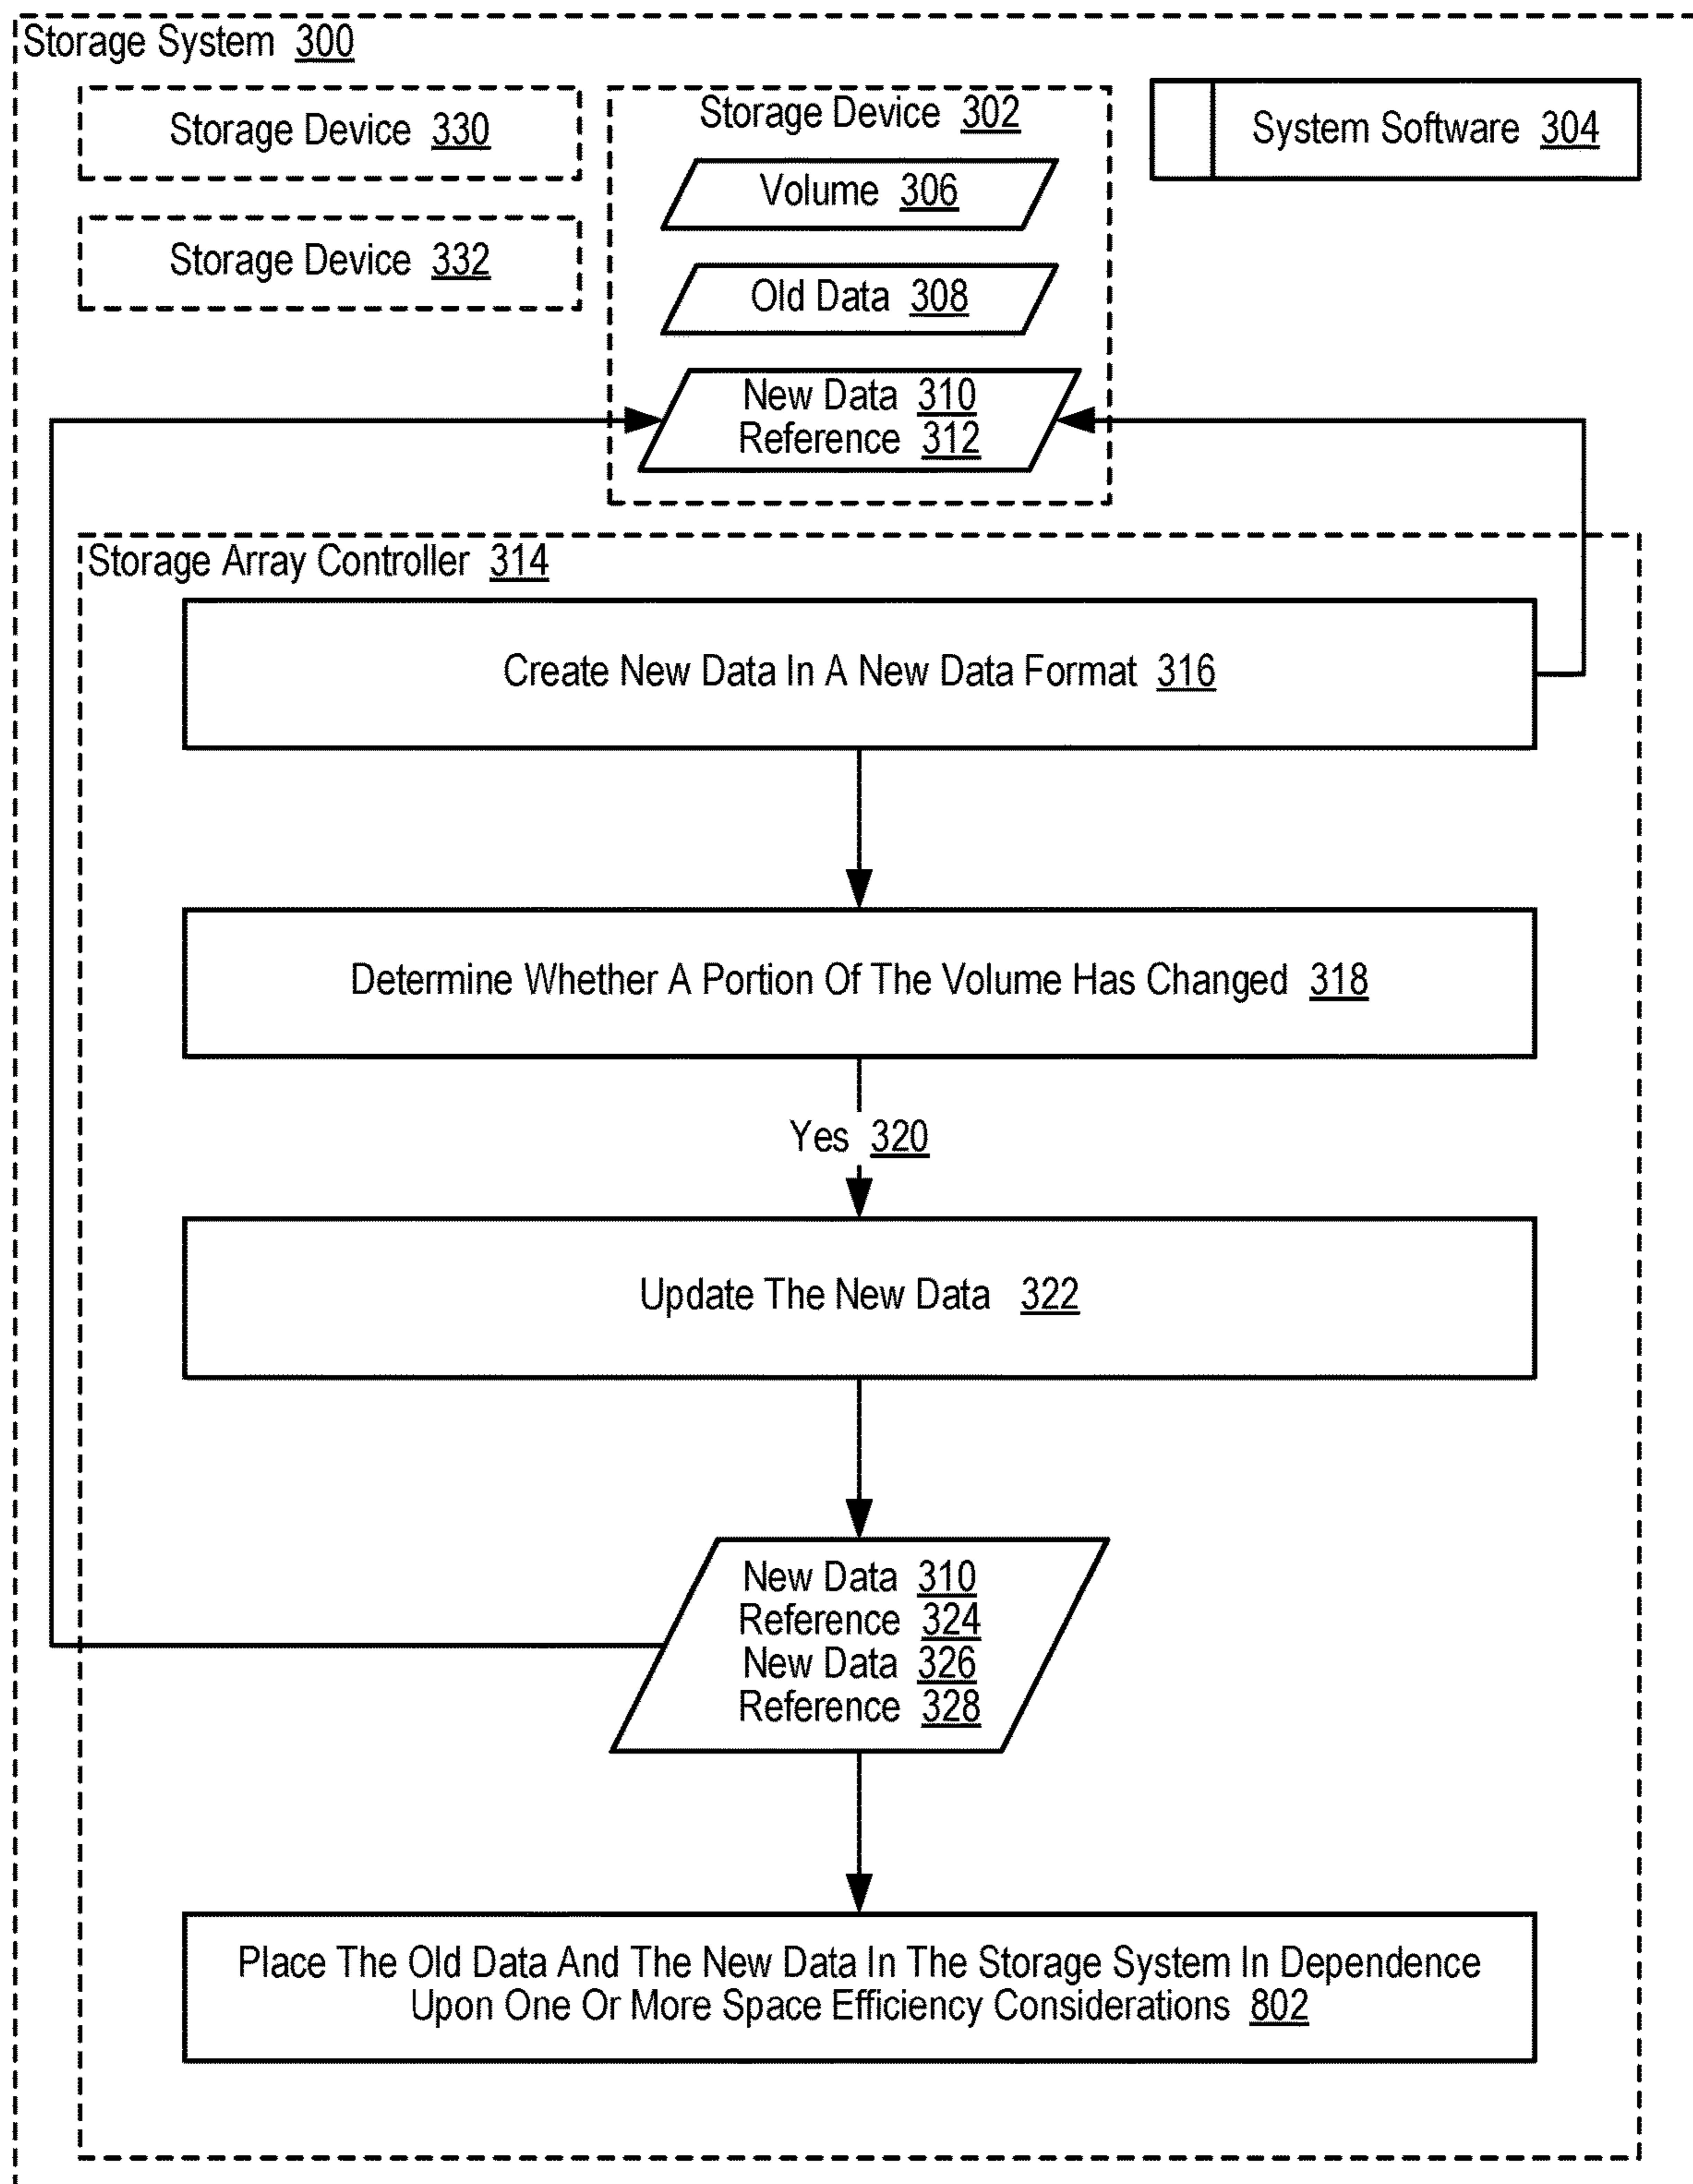 Storage System 300
Storage Device 330
Storage Device 302
System Software 304
Volume 306
Storage Device 332
Old Data 308
New Data 310
Reference 312
Storage Array Controller 314
Create New Data In A New Data Format 316
Determine Whether A Portion Of The Volume Has Changed 318
Yes 320
Update The New Data 322
New Data 310
Reference 324
New Data 326
Reference 328
Place The Old Data And The New Data In The Storage System In Dependence
Upon One Or More Space Efficiency Considerations 802